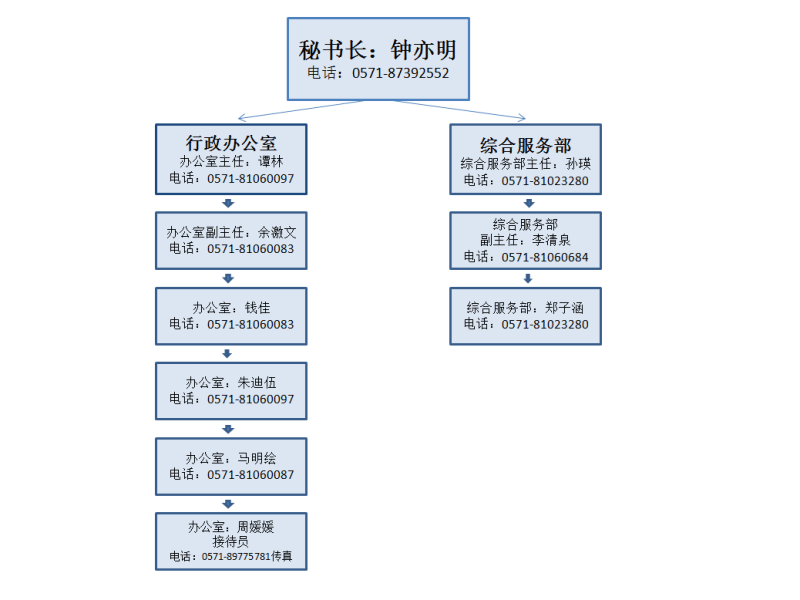 秘书长：钟亦明
电话：0571-87392552
行政办公室
办公室主任：谭林
电话：0571-81060097
办公室副主任：余潋文
电话：0571-81060083
办公室：钱佳
电话：0571-81060083
办公室：朱迪伍
电话：0571-81060097
办公室：马明绘
电话：0571-81060087
办公室：周媛媛
接待员
电话：0571-89775781传真
综合服务部
综合服务部主任：孙瑛
电话：0571-81023280
综合服务部
副主任：李清泉
电话：0571-81060684
综合服务部：郑子涵
电话：0571-81023280